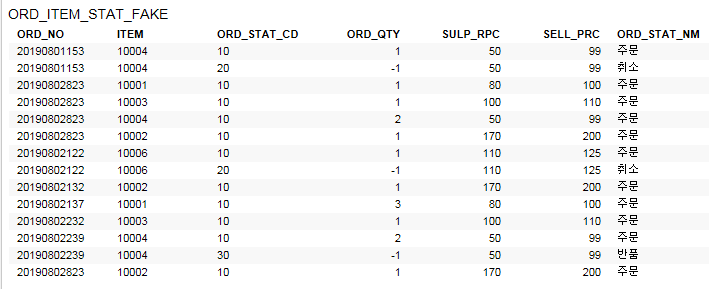 ORD_ITEM_STAT_FAKE
ORD_NO ITEM ORD_STAT_CD ORD_QTY SULP_RPC SELL_PRC ORD_STAT_NM
20190801153 10004 10 1 50 99 주문
20190801153 10004 20 -1 50 99 취소
20190802823 10001 10 1 80 100 주문
20190802823 10003 10 1 100 110 주문
20190802823 10004 10 2 50 99 주문
20190802823 10002 10 1 170 200 주문
20190802122 10006 10 1 110 125 주문
20190802122 10006 20 -1 110 125 취소
20190802132 10002 10 1 170 200 주문
20190802137 10001 10 3 80 100 주문
20190802232 10003 10 1 100 110 주문
20190802239 10004 10 2 50 99 주문
20190802239 10004 30 -1 50 99 반품
20190802823 10002 10 1 170 200 주문